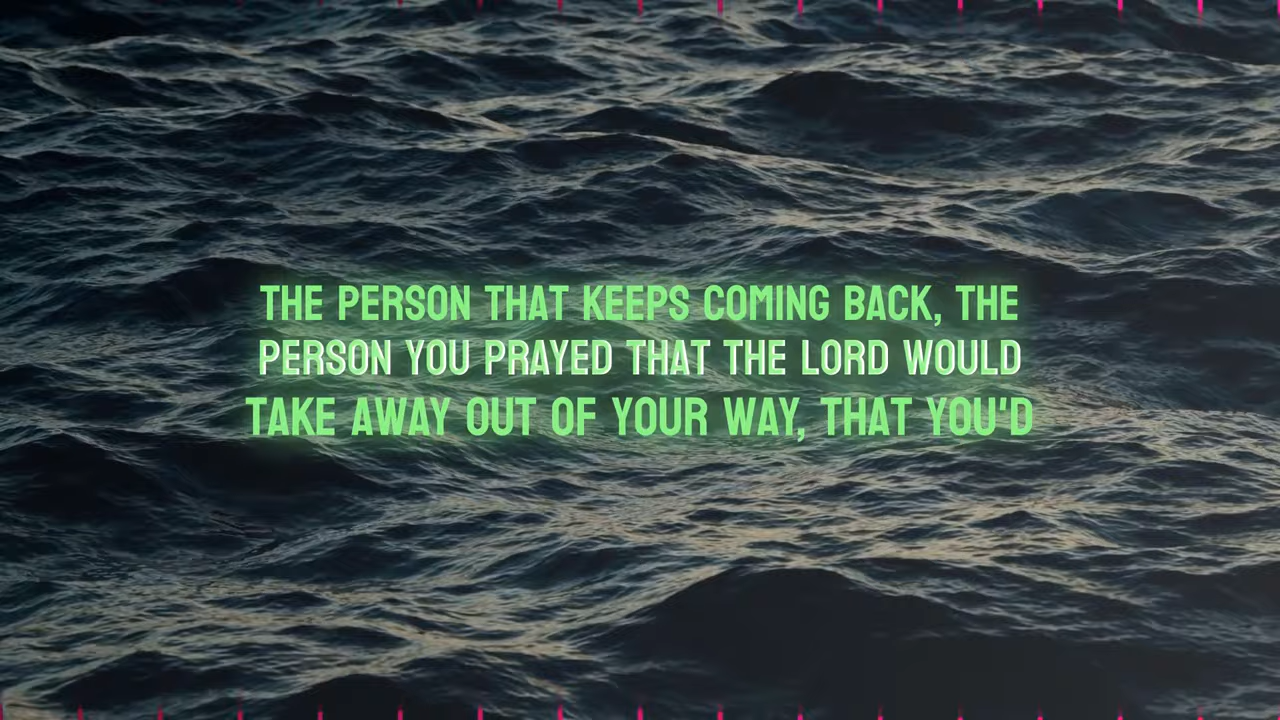 THE PERSON THAT KEEPS COMING BACK, THE
PERSON YOU PRAYED THAT THE LORD WOULD
TAKE AWAY OUT OF YOUR WAY, THAT YOU'D